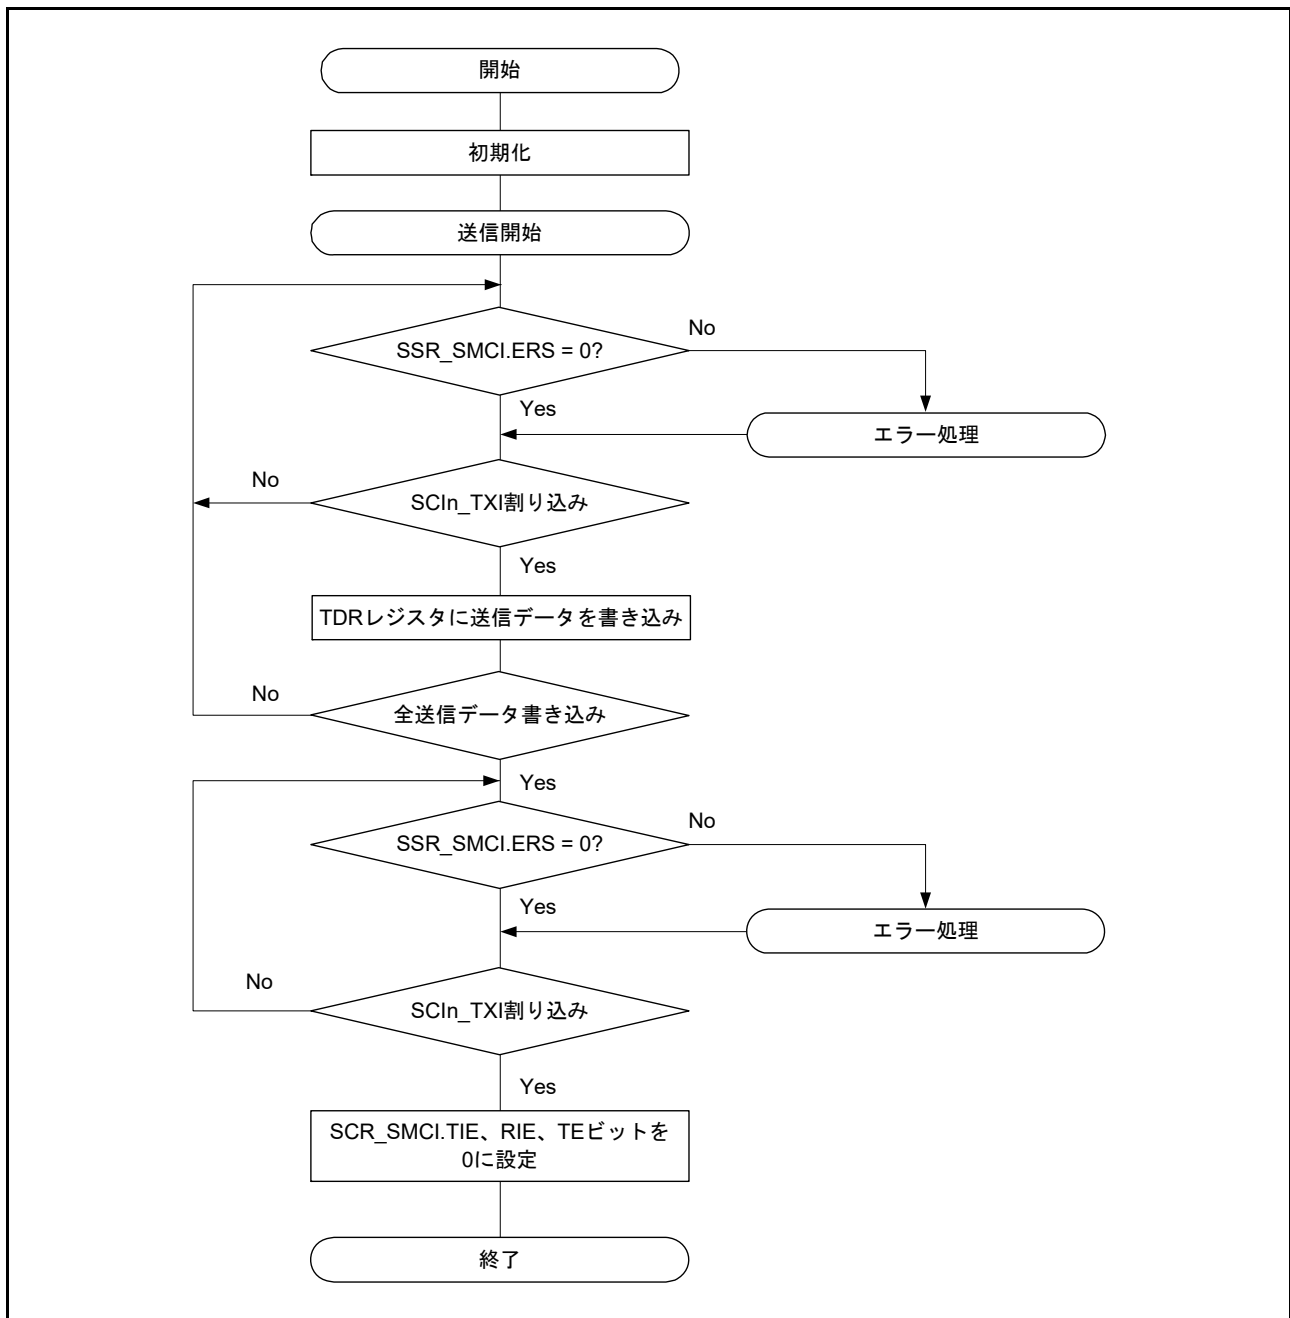 開始
初期化
送信開始
SSR_SMCI.ERS = 0?
No
Yes
エラー処理
No
SCIn_TXI割り込み
Yes
TDRレジスタに送信データを書き込み
No
全送信データ書き込み
Yes
SSR_SMCI.ERS = 0?
No
Yes
エラー処理
No
SCIn_TXI割り込み
Yes
SCR_SMCI.TIE、RIE、TEビットを
0に設定
終了